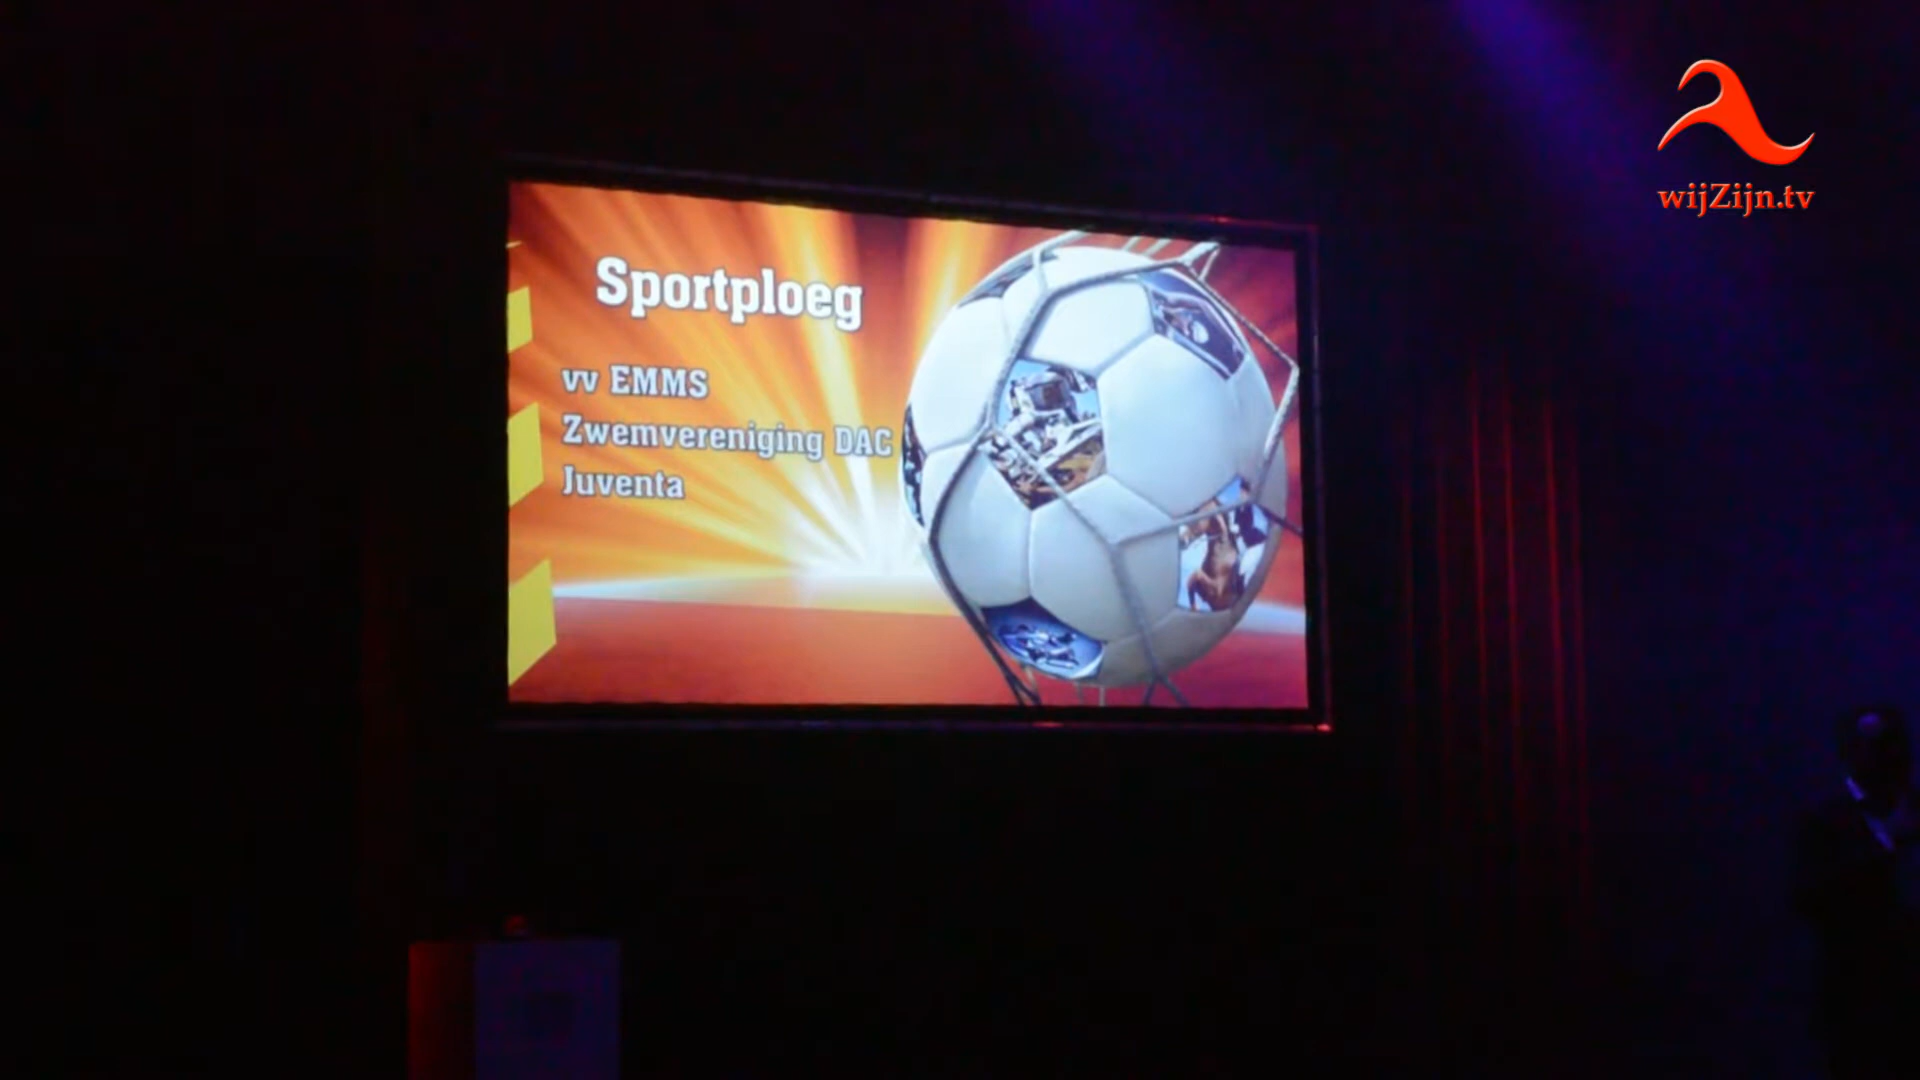 wijZijn.tv
Sportploeg
vv EMMS
Zwemvereniging DAC
Juventa